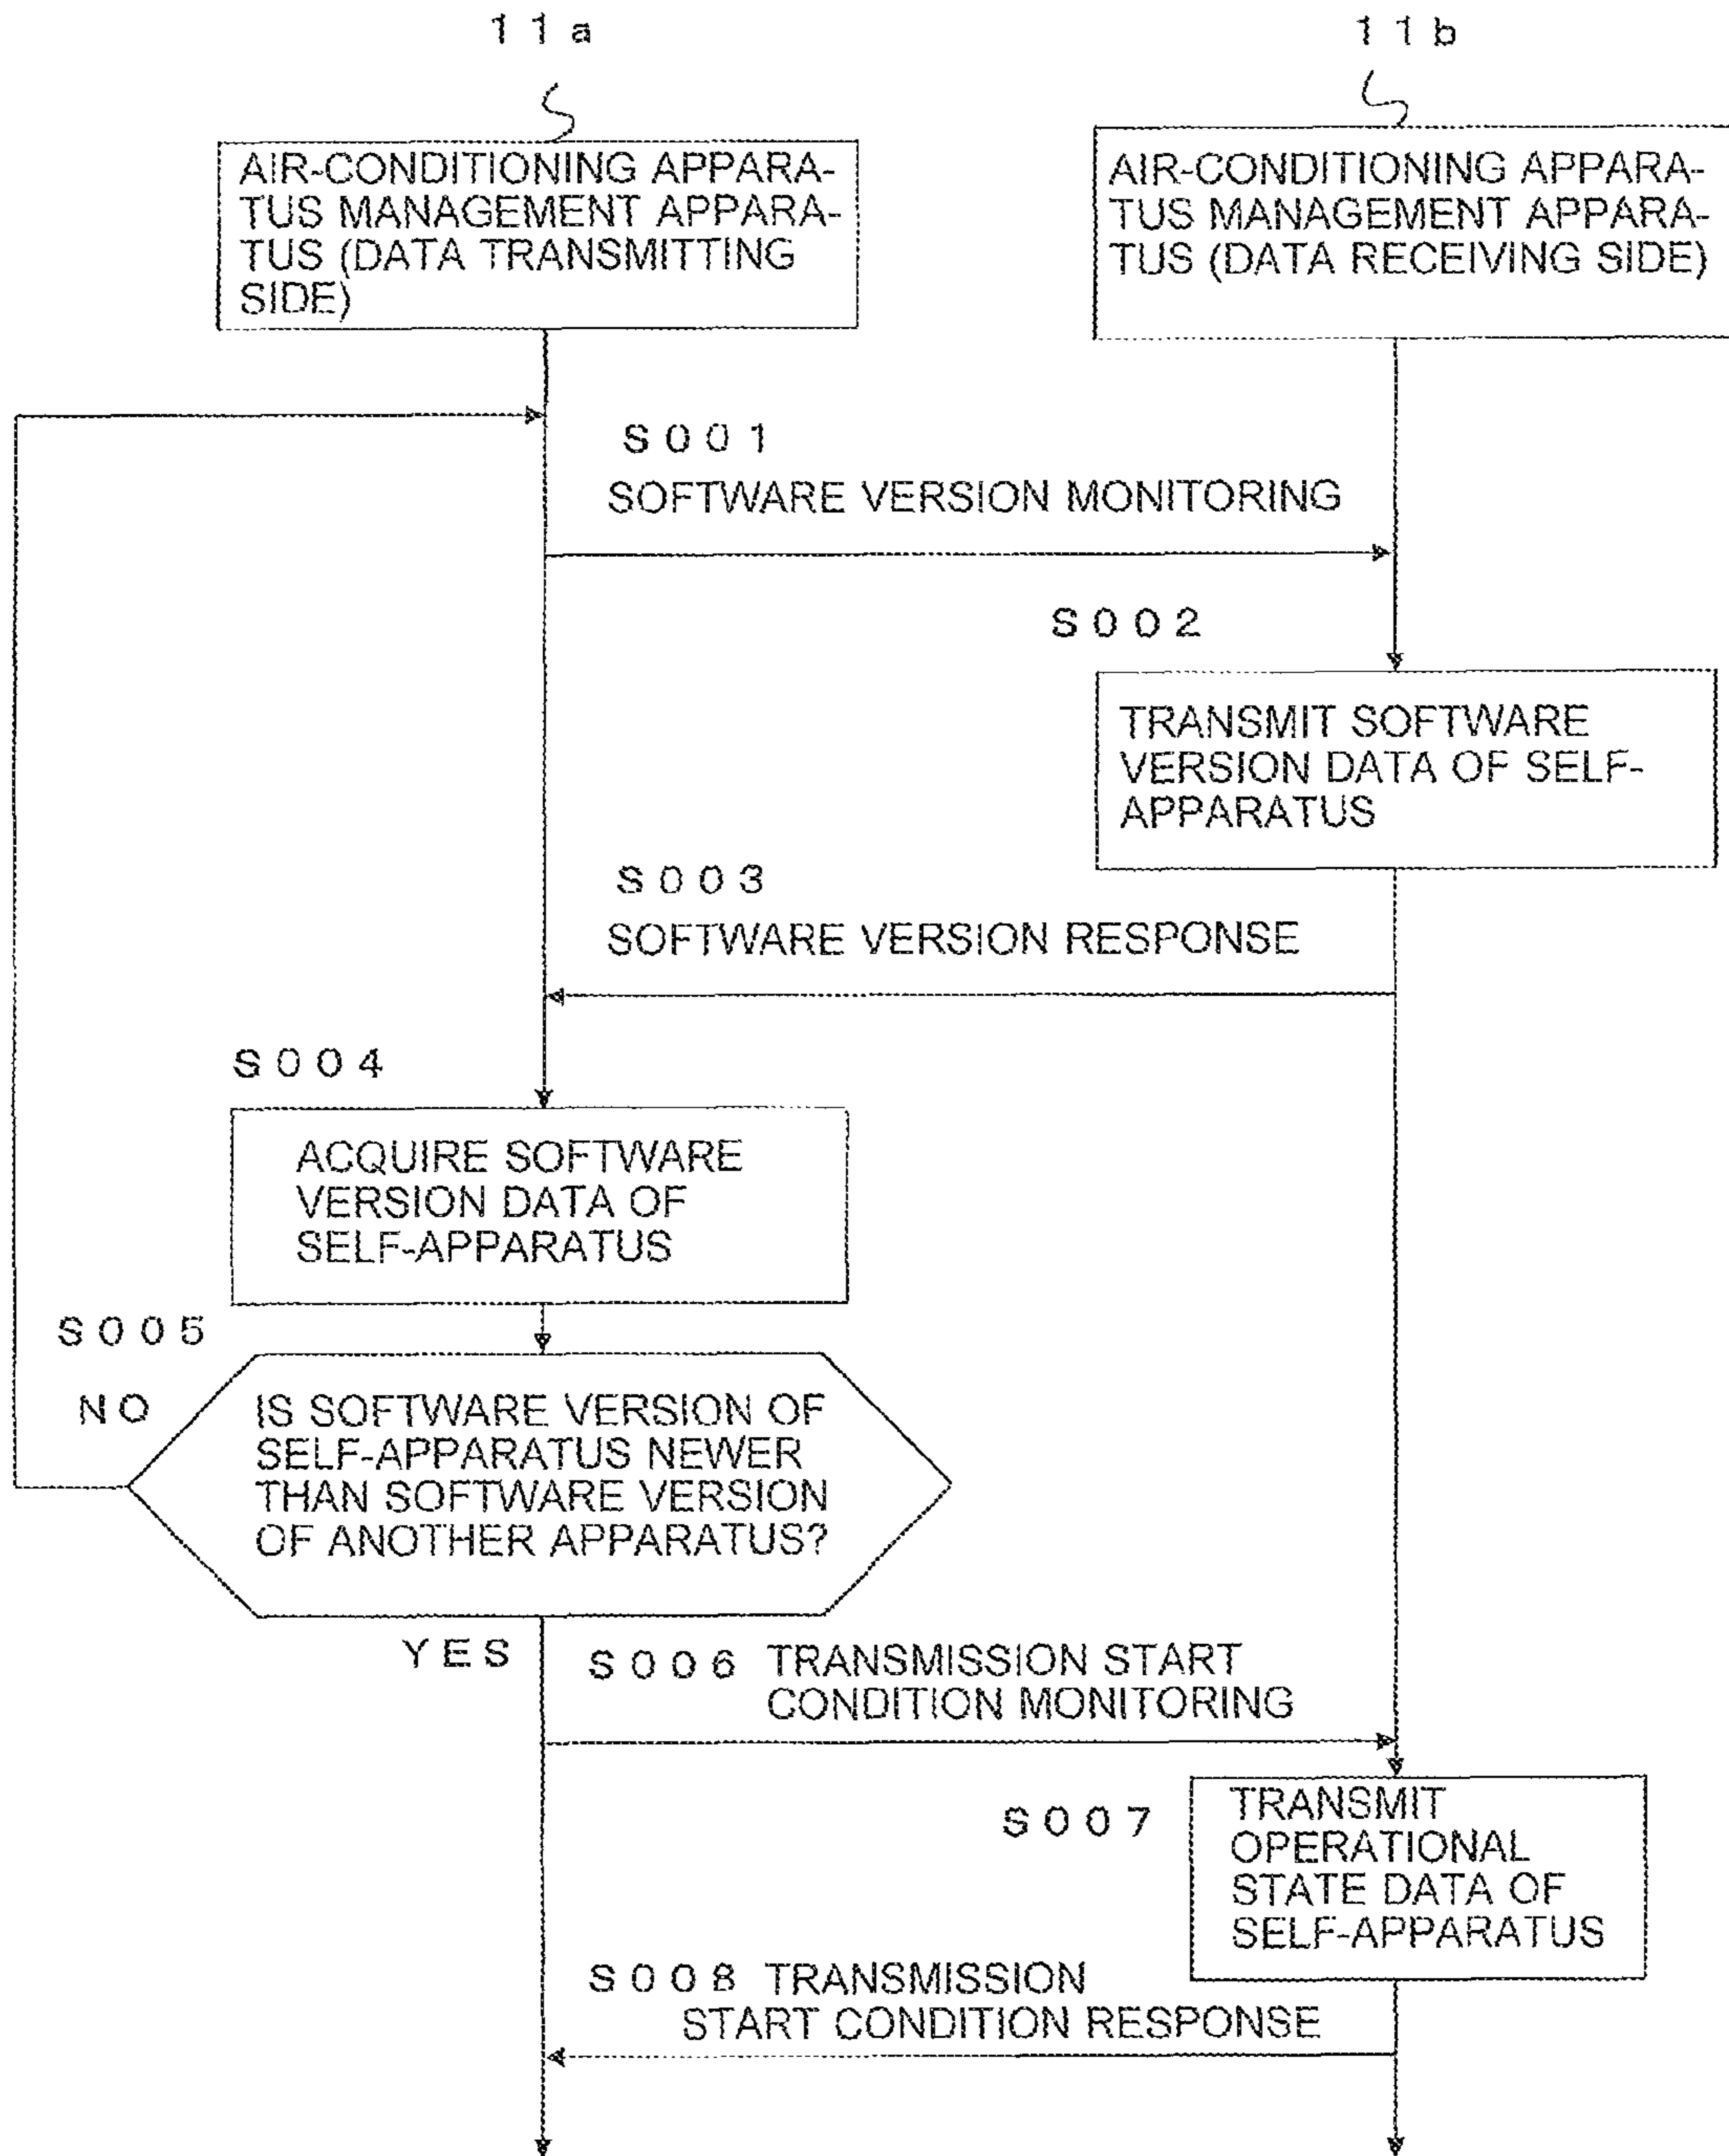 11a
11b
AIR-CONDITIONING APPARA-
TUS MANAGEMENT APPARA-
TUS (DATA TRANSMITTING
SIDE)
AIR-CONDITIONING APPARA-
TUS MANAGEMENT APPARA-
TUS (DATA RECEIVING SIDE)
S001
SOFTWARE VERSION MONITORING
S002
TRANSMIT SOFTWARE
VERSION DATA OF SELF-
APPARATUS
S003
SOFTWARE VERSION RESPONSE
S004
ACQUIRE SOFTWARE
VERSION DATA OF
SELF-APPARATUS
S005
NO
IS SOFTWARE VERSION OF
SELF-APPARATUS NEWER
THAN SOFTWARE VERSION
OF ANOTHER APPARATUS?
YES
S006 TRANSMISSION START
CONDITION MONITORING
S007
TRANSMIT
OPERATIONAL
STATE DATA OF
SELF-APPARATUS
S008 TRANSMISSION
START CONDITION RESPONSE